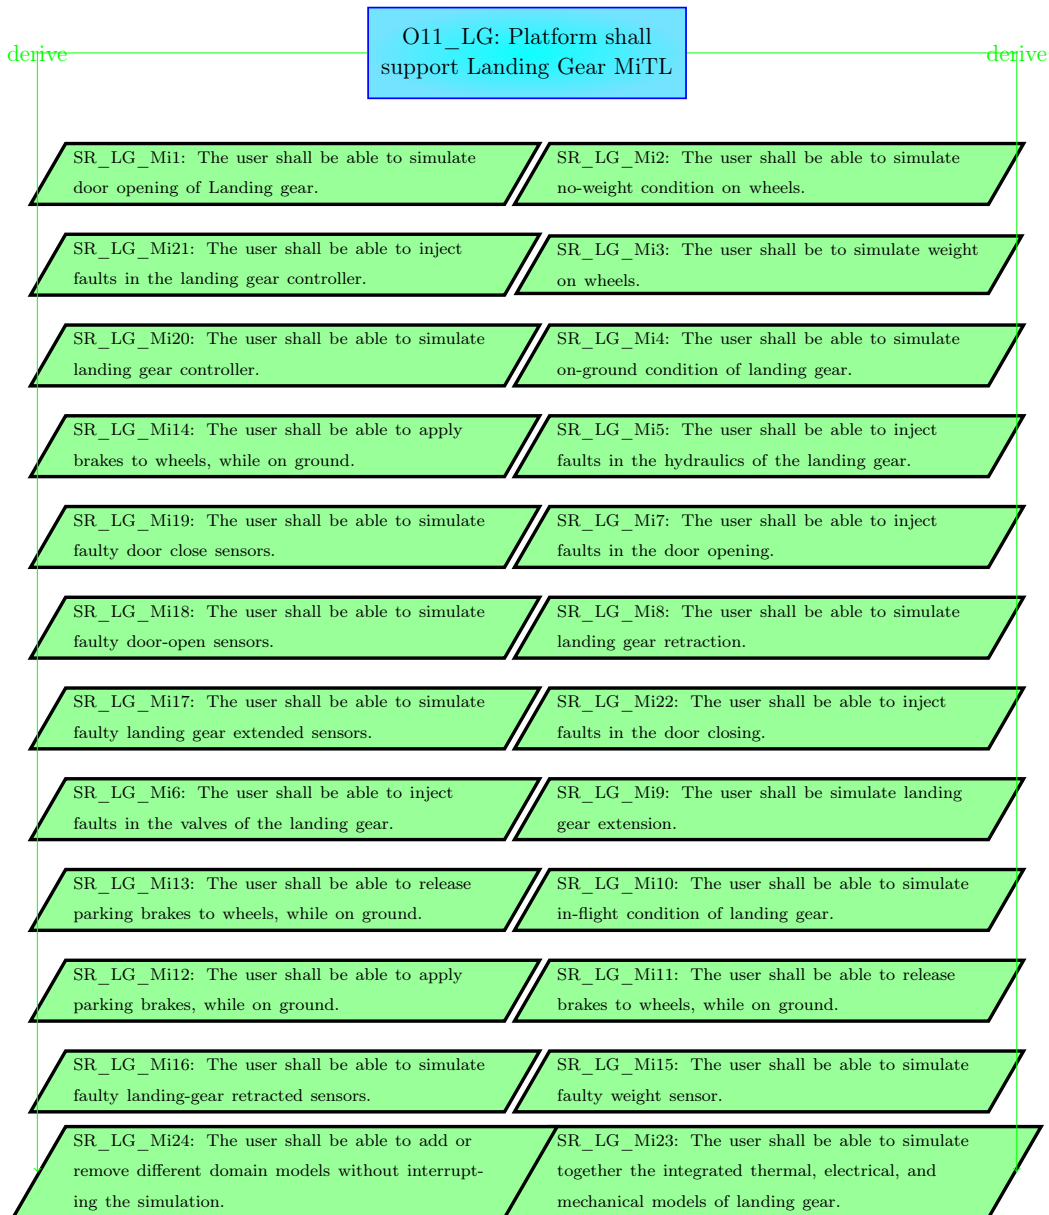 O11_LG: Platform shall
support Landing Gear MiTL
derive
derive
SR_LG_Mi1: The user shall be able to simulate
door opening of Landing gear.
SR_LG_Mi2: The user shall be able to simulate
no-weight condition on wheels.
SR_LG_Mi21: The user shall be able to inject
faults in the landing gear controller.
SR_LG_Mi3: The user shall be to simulate weight
on wheels.
SR_LG_Mi20: The user shall be able to simulate
landing gear controller.
SR_LG_Mi4: The user shall be able to simulate
on-ground condition of landing gear.
SR_LG_Mi14: The user shall be able to apply
brakes to wheels, while on ground.
SR_LG_Mi5: The user shall be able to inject
faults in the hydraulics of the landing gear.
SR_LG_Mi19: The user shall be able to simulate
faulty door close sensors.
SR_LG_Mi7: The user shall be able to inject
faults in the door opening.
SR_LG_Mi18: The user shall be able to simulate
faulty door-open sensors.
SR_LG_Mi8: The user shall be able to simulate
landing gear retraction.
SR_LG_Mi17: The user shall be able to simulate
faulty landing gear extended sensors.
SR_LG_Mi22: The user shall be able to inject
faults in the door closing.
SR_LG_Mi6: The user shall be able to inject
faults in the valves of the landing gear.
SR_LG_Mi9: The user shall be simulate landing
gear extension.
SR_LG_Mi13: The user shall be able to release
parking brakes to wheels, while on ground.
SR_LG_Mi10: The user shall be able to simulate
in-flight condition of landing gear.
SR_LG_Mi12: The user shall be able to apply
parking brakes, while on ground.
SR_LG_Mi11: The user shall be able to release
brakes to wheels, while on ground.
SR_LG_Mi16: The user shall be able to simulate
faulty landing-gear retracted sensors.
SR_LG_Mi15: The user shall be able to simulate
faulty weight sensor.
SR_LG_Mi24: The user shall be able to add or
remove different domain models without interrupt-
ing the simulation.
SR_LG_Mi23: The user shall be able to simulate
together the integrated thermal, electrical, and
mechanical models of landing gear.